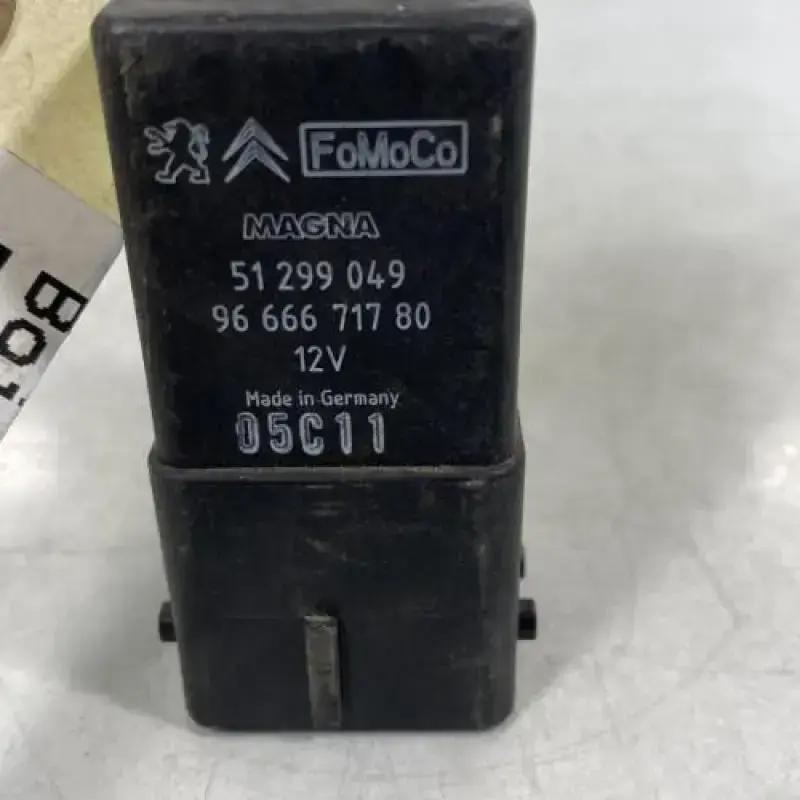 FoMoCo
MAGNA
51 299 049
96 666 717 80
12V
Made in Germany
05C11